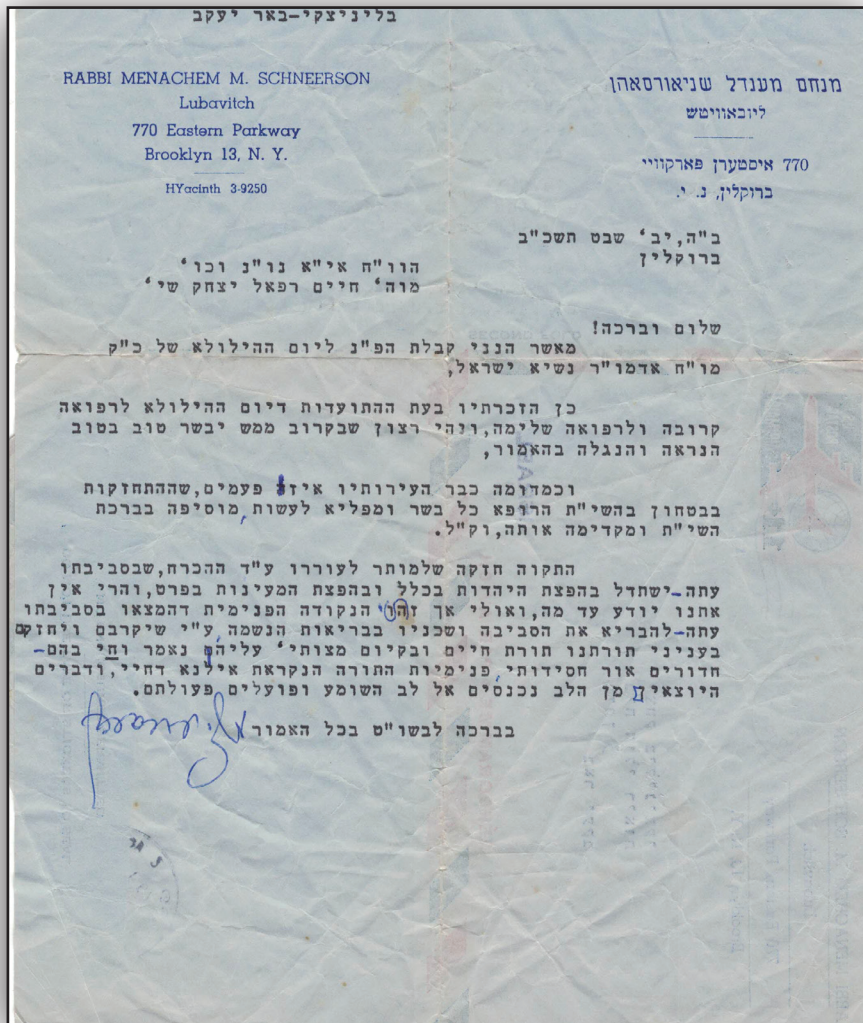 בליניצקי-באר יעקב
RABBI MENACHEM M. SCHNEERSON
Lubavitch
770 Eastern Parkway
Brooklyn 13, N. Y.
HYacinth 3-9250
מנחם מענדל שניאורסאהן
ליובאוויטש
770 איסטערן פארקוויי
ברוקלין, נ. י.
ב"ה, יב' שבט תשכ"ב
ברוקלין
הוו"ח אי"א נו"נ וכו'
מוה' חיים רפאל יצחק שי'
שלום וברכה!
מאשר הנני קבלת הפ"נ ליום ההילולא של כ"ק
מו"ח אדמו"ר נשיא ישראל,
כן הזכרתיו בעת ההתועדות דיום ההילולא לרפואה
קרובה ולרפואה שלימה,ויהי רצון שבקרוב ממש יבשר טוב בטוב
הנראה והנגלה בהאמור,
וכמדומה כבר העירותיו איזה פעמים,שההתחזקות
בבטחון בהשי"ת הרופא כל בשר ומפליא לעשות, מוסיפה בברכת
השי"ת ומקדימה אותה,וק"ל.
התקוה חזקה שלמותר לעוררו ע"ד ההכרח,שבסביבתו
עתה-ישתדל בהפצת היהדות בכלל ובהפצת המעינות בפרט,והרי אין
אתנו יודע עד מה,ואולי אך זוהי הנקודה הפנימית דהמצאו בסביבתו
עתה-להבריא את הסביבה ושכניו בבריאות הנשמה, ע"י שיקרבם ויחזקם
בעניני תורתנו תורת חיים ובקיום מצותי' עליהן נאמר וחי בהם-
חדורים אור חסידותי, פנימיות התורה הנקראת אילנא דחיי, ודברים
היוצאים מן הלב נכנסים אל לב השומע ופועלים פעולתם.
בברכה לבשו"ט בכל האמור